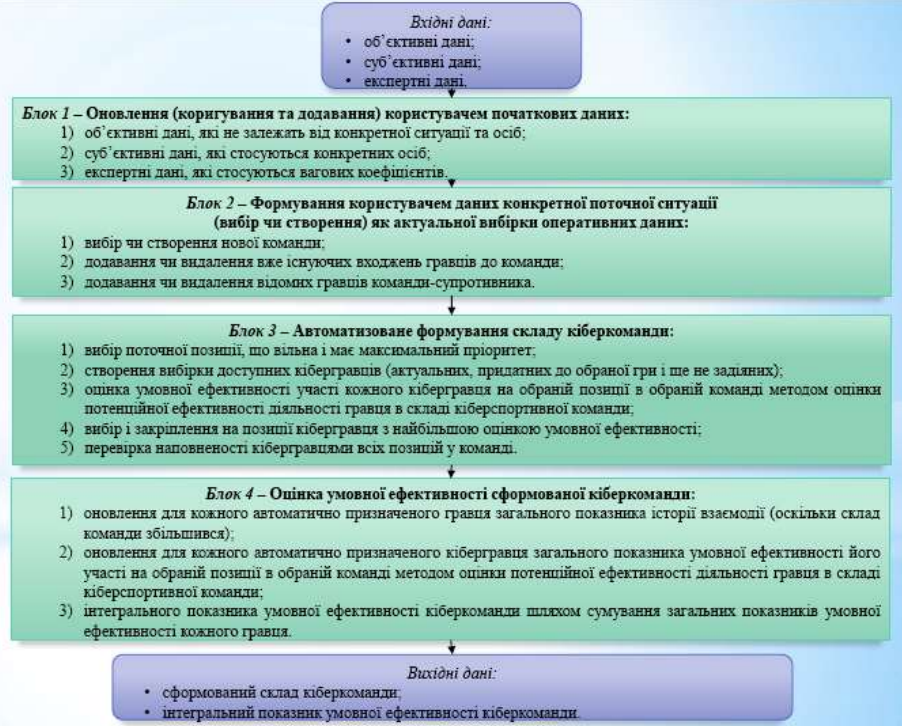 Вхідні дані:
• об’єктивні дані;
• суб’єктивні дані;
• експертні дані.
Блок 1 – Оновлення (коригування та додавання) користувачем початкових даних:
1) об’єктивні дані, які не залежать від конкретної ситуації та осіб;
2) суб’єктивні дані, які стосуються конкретних осіб;
3) експертні дані, які стосуються вагових коефіцієнтів.
Блок 2 – Формування користувачем даних конкретної поточної ситуації
(вибір чи створення) як актуальної вибірки оперативних даних:
1) вибір чи створення нової команди;
2) додавання чи видалення вже існуючих входжень гравців до команди;
3) додавання чи видалення відомих гравців команди-супротивника.
Блок 3 – Автоматизоване формування складу кіберкоманди:
1) вибір поточної позиції, що вільна і має максимальний пріоритет;
2) створення вибірки доступних кібергравців (актуальних, придатних до обраної гри і ще не задіяних);
3) оцінка умовної ефективності участі кожного кібергравця на обраній позиції в обраній команді методом оцінки
потенційної ефективності діяльності гравця в складі кіберспортивної команди;
4) вибір і закріплення на позиції кібергравця з найбільшою оцінкою умовної ефективності;
5) перевірка наповненості кібергравцями всіх позицій у команді.
Блок 4 – Оцінка умовної ефективності сформованої кіберкоманди:
1) оновлення для кожного автоматично призначеного гравця загального показника історії взаємодії (оскільки склад
команди збільшився);
2) оновлення для кожного автоматично призначеного кібергравця загального показника умовної ефективності його
участі на обраній позиції в обраній команді методом оцінки потенційної ефективності діяльності гравця в складі
кіберспортивної команди;
3) інтегрального показника умовної ефективності кіберкоманди шляхом сумування загальних показників умовної
ефективності кожного гравця.
Вихідні дані:
• сформований склад кіберкоманди;
• інтегральний показник умовної ефективності кіберкоманди.